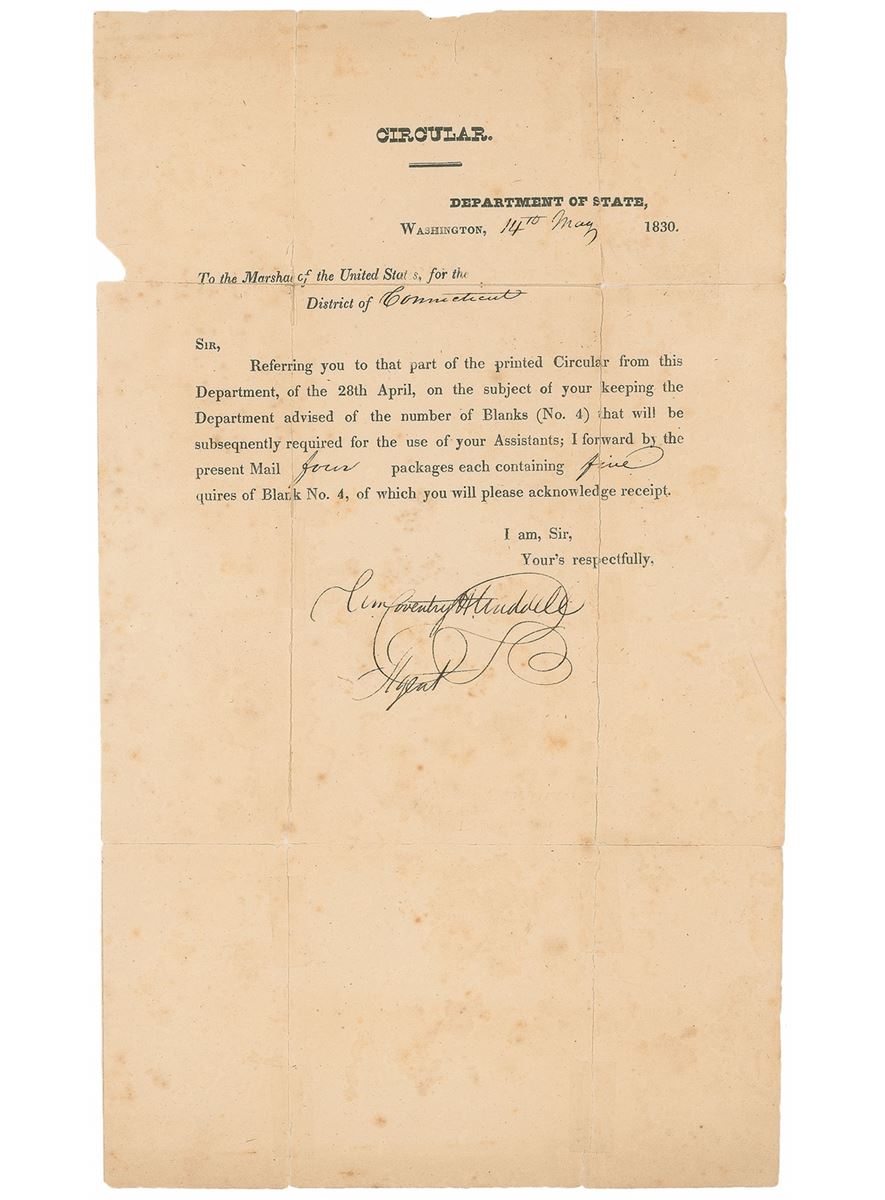 CIRCULAR.
DEPARTMENT OF STATE,
WASHINGTON, 14th May 1830.
To the Marshal of the United States, for the
District of Connecticut
SIR,
Referring you to that part of the printed Circular from this
Department, of the 28th April, on the subject of your keeping the
Department advised of the number of Blanks (No. 4) that will be
subseqnently required for the use of your Assistants; I forward by the
present Mail four packages each containing five
quires of Blank No. 4, of which you will please acknowledge receipt.
I am, Sir,
Your's respectfully,
Coventry H. Waddell
Agent